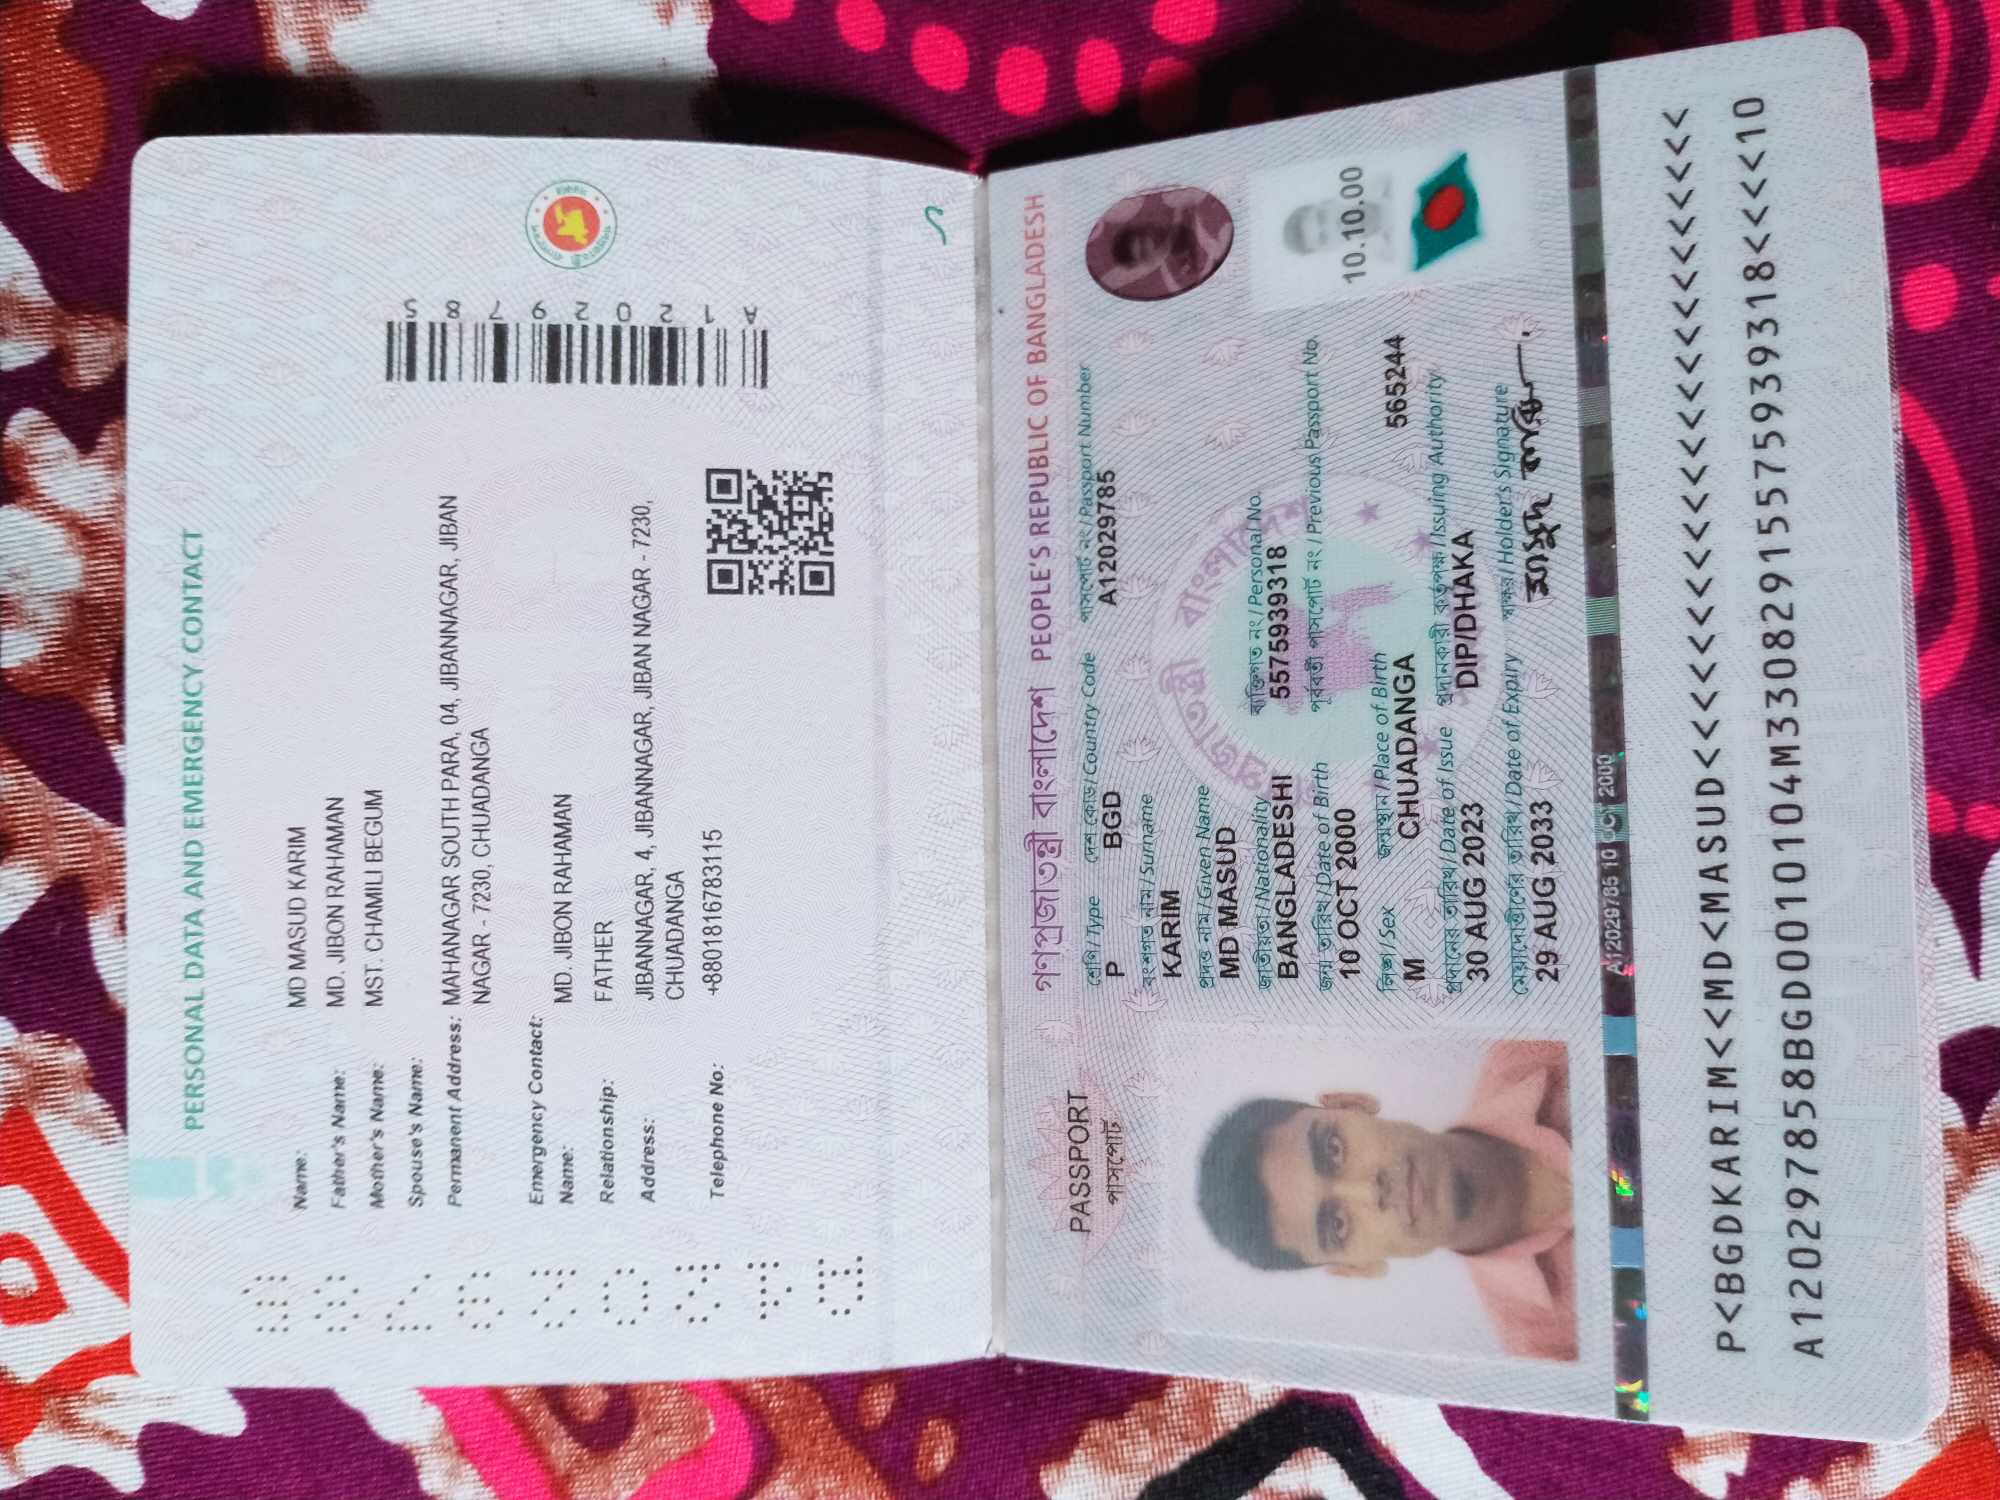 PERSONAL DATA AND EMERGENCY CONTACT
Name: MD MASUD KARIM
Father's Name: MD. JIBON RAHAMAN
Mother's Name: MST. CHAMILI BEGUM
Spouse's Name:
Permanent Address: MAHANAGAR SOUTH PARA, 04, JIBANNAGAR, JIBAN
NAGAR - 7230, CHUADANGA
Emergency Contact:
Name: MD. JIBON RAHAMAN
Relationship: FATHER
Address: JIBANNAGAR, 4, JIBANNAGAR, JIBAN NAGAR - 7230,
CHUADANGA
Telephone No: +8801816783115
A12029785
A12029785
গণপ্রজাতন্ত্রী বাংলাদেশ PEOPLE'S REPUBLIC OF BANGLADESH
PASSPORT
পাসপোর্ট
শ্রেণি/Type দেশ কোড/Country Code পাসপোর্ট নং/Passport Number
P BGD A12029785
বংশগত নাম/Surname
KARIM
প্রদত্ত নাম/Given Name
MD MASUD
জাতীয়তা/Nationality ব্যক্তিগত নং/Personal No.
BANGLADESHI 5575939318
জন্ম তারিখ/Date of Birth পূর্ববর্তী পাসপোর্ট নং/Previous Passport No.
10 OCT 2000
10.10.00
লিঙ্গ/Sex জন্মস্থান/Place of Birth
M CHUADANGA 565244
প্রদানের তারিখ/Date of Issue প্রদানকারী কর্তৃপক্ষ/Issuing Authority
30 AUG 2023 DIP/DHAKA
মেয়াদোত্তীর্ণের তারিখ/Date of Expiry স্বাক্ষর/Holder's Signature
29 AUG 2033 মাসুদ করিম
A12029785 10 OCT 2000
P<BGDKARIM<<MD<MASUD<<<<<<<<<<<<<<<<<<<<<<<<
A120297858BGD0010104M33082915575939318<<<<10